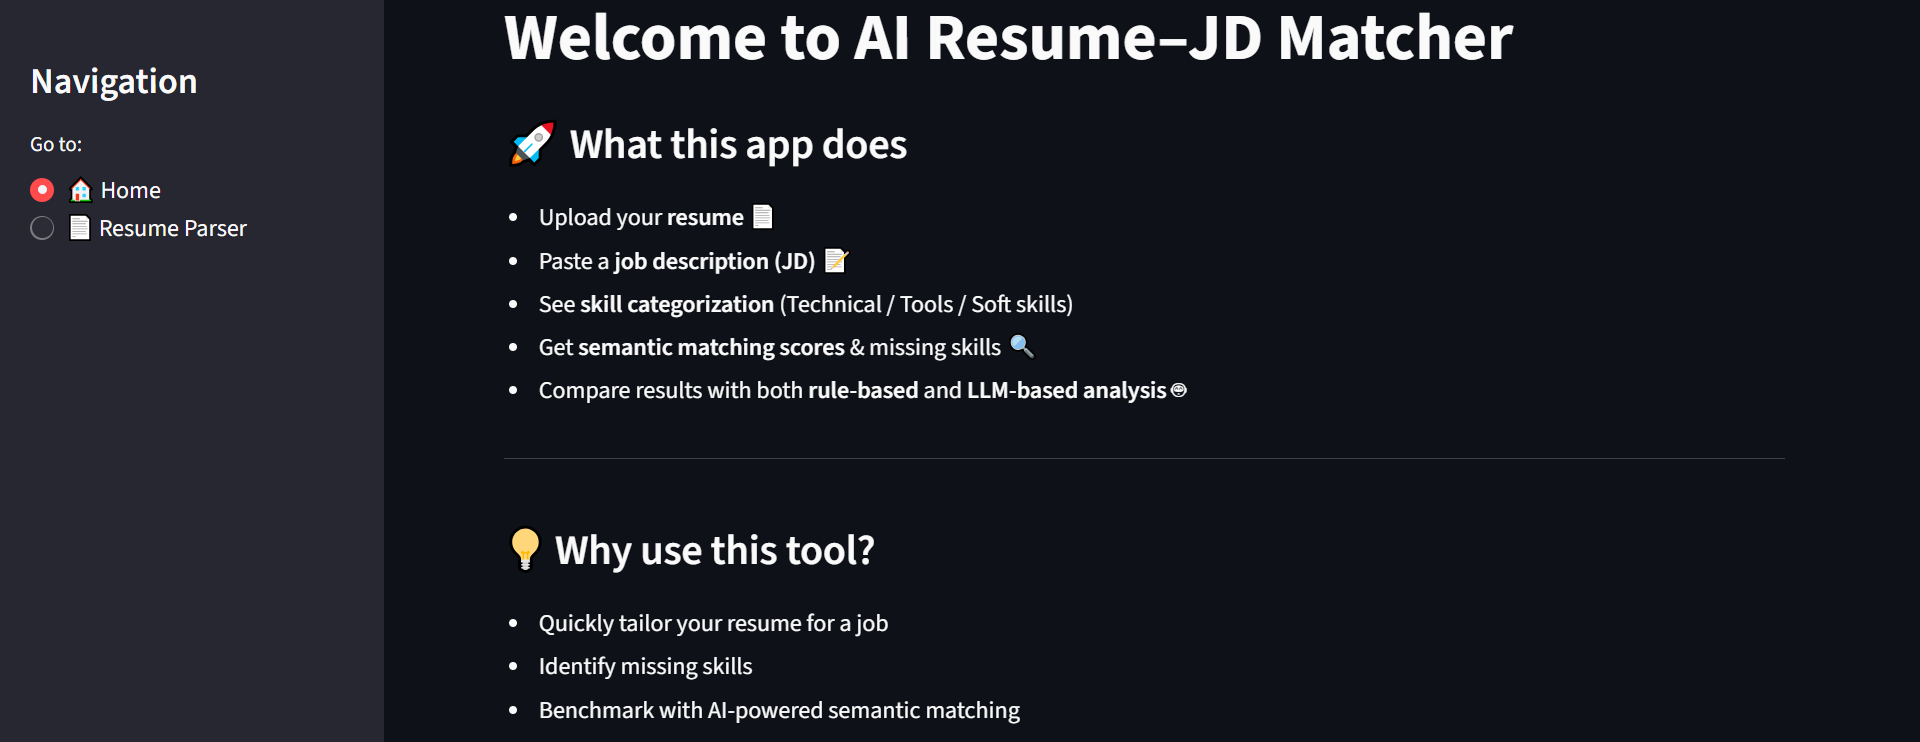 Navigation
Go to:
🏠 Home
📄 Resume Parser
Welcome to AI Resume–JD Matcher
🚀 What this app does
• Upload your resume 📄
• Paste a job description (JD) 📝
• See skill categorization (Technical / Tools / Soft skills)
• Get semantic matching scores & missing skills 🔍
• Compare results with both rule-based and LLM-based analysis
💡 Why use this tool?
• Quickly tailor your resume for a job
• Identify missing skills
• Benchmark with AI-powered semantic matching